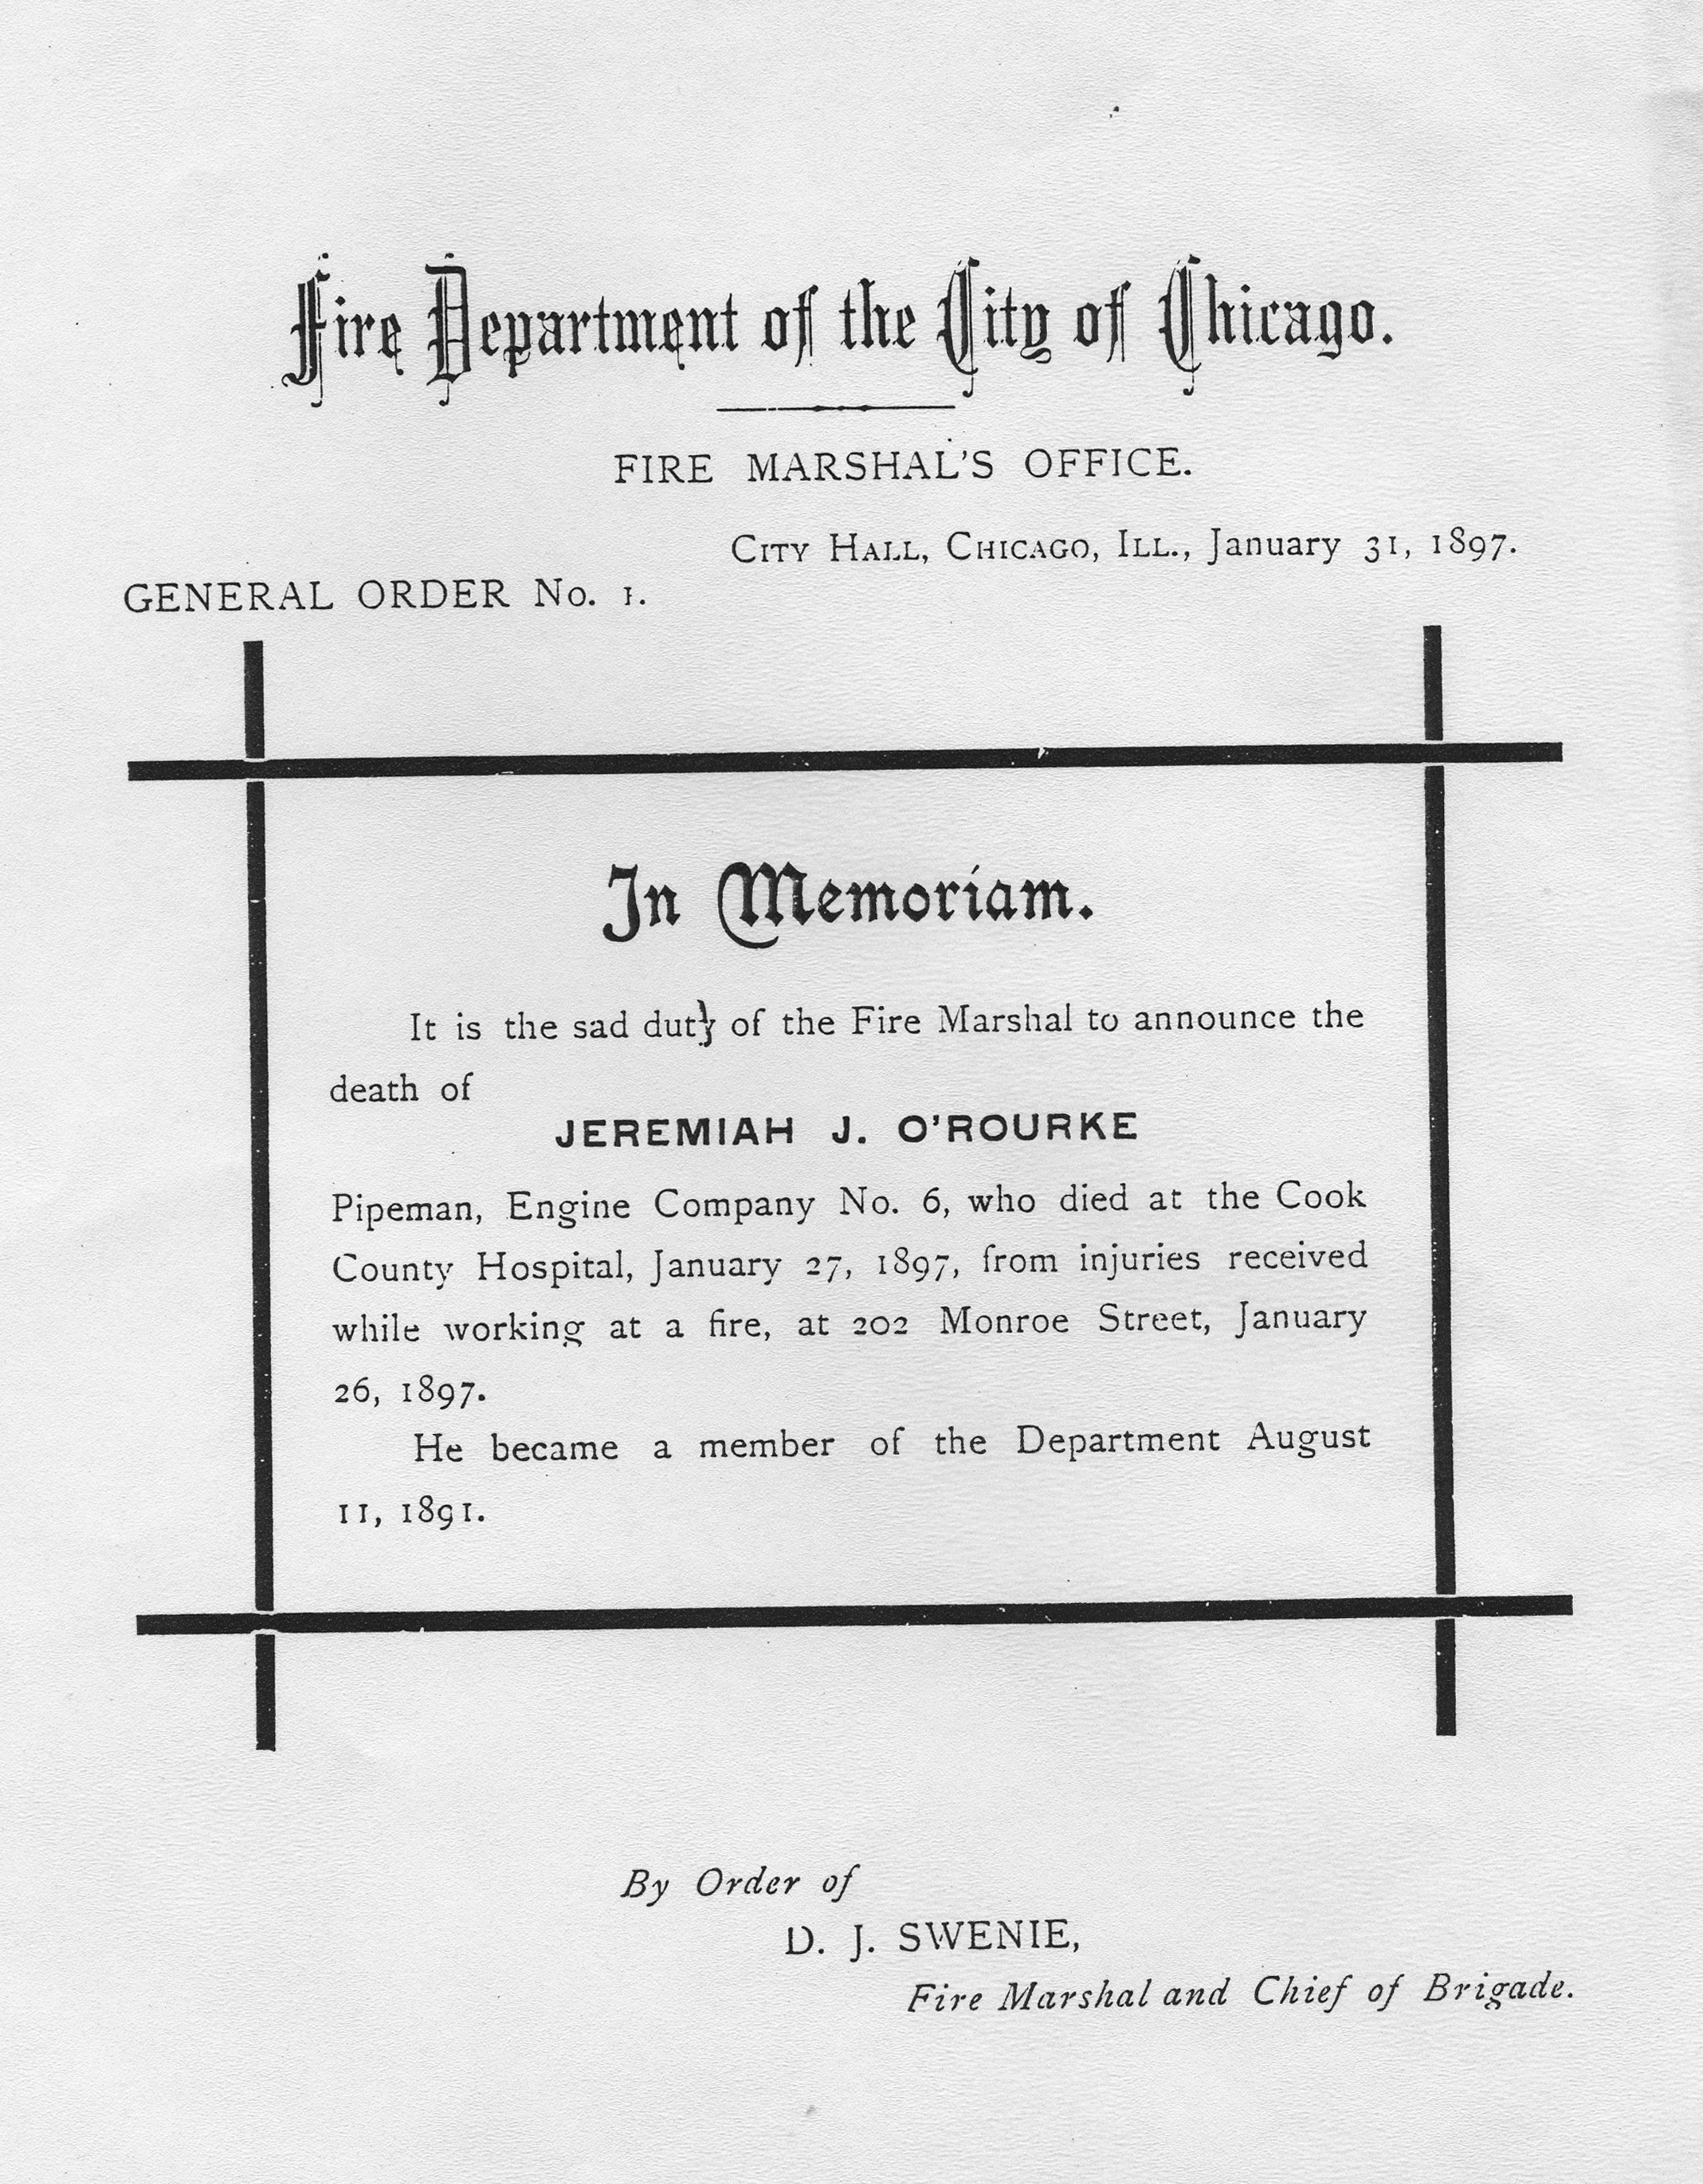 Fire Department of the City of Chicago.
FIRE MARSHAL'S OFFICE.
CITY HALL, CHICAGO, ILL., January 31, 1897.
GENERAL ORDER No. 1.
In Memoriam.
It is the sad duty of the Fire Marshal to announce the
death of
JEREMIAH J. O'ROURKE
Pipeman, Engine Company No. 6, who died at the Cook
County Hospital, January 27, 1897, from injuries received
while working at a fire, at 202 Monroe Street, January
26, 1897.
He became a member of the Department August
11, 1891.
By Order of
D. J. SWENIE,
Fire Marshal and Chief of Brigade.